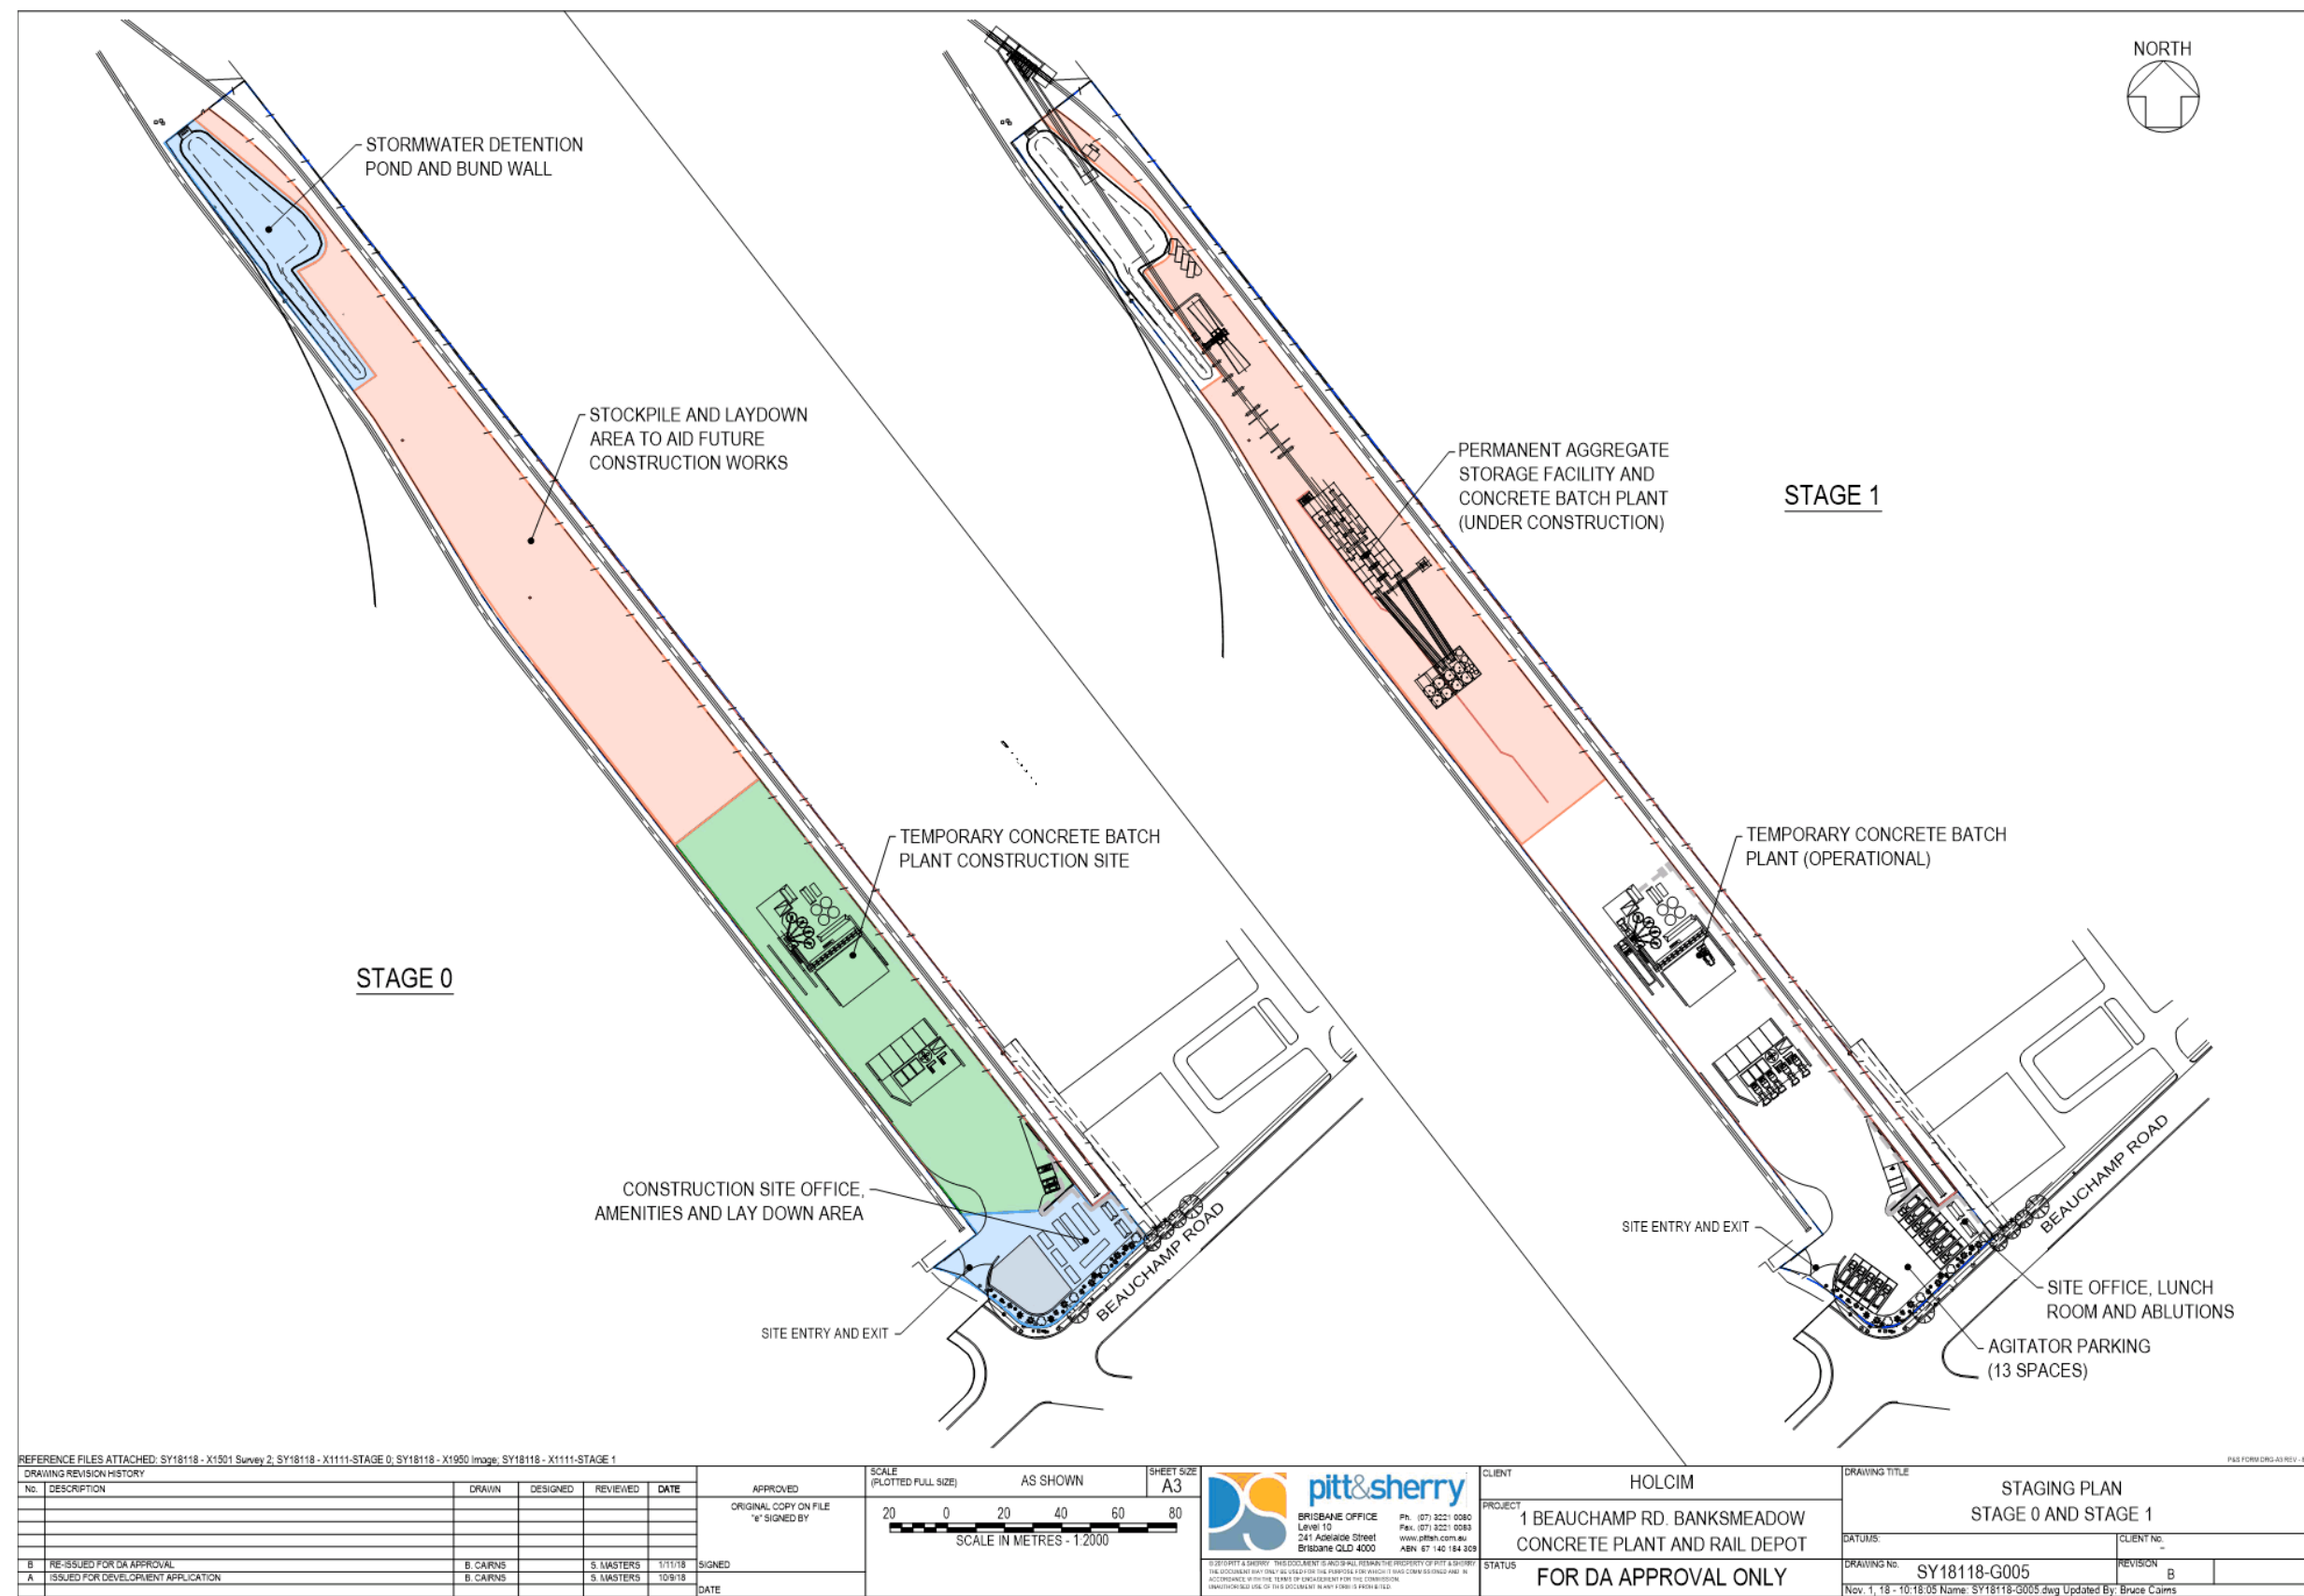 NORTH
STORMWATER DETENTION
POND AND BUND WALL
STOCKPILE AND LAYDOWN
AREA TO AID FUTURE
CONSTRUCTION WORKS
PERMANENT AGGREGATE
STORAGE FACILITY AND
CONCRETE BATCH PLANT
(UNDER CONSTRUCTION)
STAGE 1
TEMPORARY CONCRETE BATCH
PLANT CONSTRUCTION SITE
TEMPORARY CONCRETE BATCH
PLANT (OPERATIONAL)
STAGE 0
CONSTRUCTION SITE OFFICE,
AMENITIES AND LAY DOWN AREA
SITE ENTRY AND EXIT
BEAUCHAMP ROAD
SITE ENTRY AND EXIT
BEAUCHAMP ROAD
SITE OFFICE, LUNCH
ROOM AND ABLUTIONS
AGITATOR PARKING
(13 SPACES)
REFERENCE FILES ATTACHED: SY18118 - X1501 Survey 2; SY18118 - X1111-STAGE 0; SY18118 - X1950 Image; SY18118 - X1111-STAGE 1
DRAWING REVISION HISTORY
No. DESCRIPTION DRAWN DESIGNED REVIEWED DATE
B RE-ISSUED FOR DA APPROVAL B. CAIRNS S. MASTERS 1/11/18
A ISSUED FOR DEVELOPMENT APPLICATION B. CAIRNS S. MASTERS 10/9/18
APPROVED
ORIGINAL COPY ON FILE
"e" SIGNED BY
SIGNED
DATE
SCALE
(PLOTTED FULL SIZE) AS SHOWN
SHEET SIZE
A3
20 0 20 40 60 80
SCALE IN METRES - 1:2000
pitt&sherry
BRISBANE OFFICE
Level 10
241 Adelaide Street
Brisbane QLD 4000
Ph. (07) 3221 0080
Fax. (07) 3221 0083
www.pittsh.com.au
ABN 67 140 184 309
CLIENT
HOLCIM
PROJECT
1 BEAUCHAMP RD. BANKSMEADOW
CONCRETE PLANT AND RAIL DEPOT
STATUS
FOR DA APPROVAL ONLY
DRAWING TITLE
STAGING PLAN
STAGE 0 AND STAGE 1
DATUMS:
CLIENT No.
-
DRAWING No.
SY18118-G005
REVISION
B
Nov. 1, 18 - 10:18:05 Name: SY18118-G005.dwg Updated By: Bruce Cairns